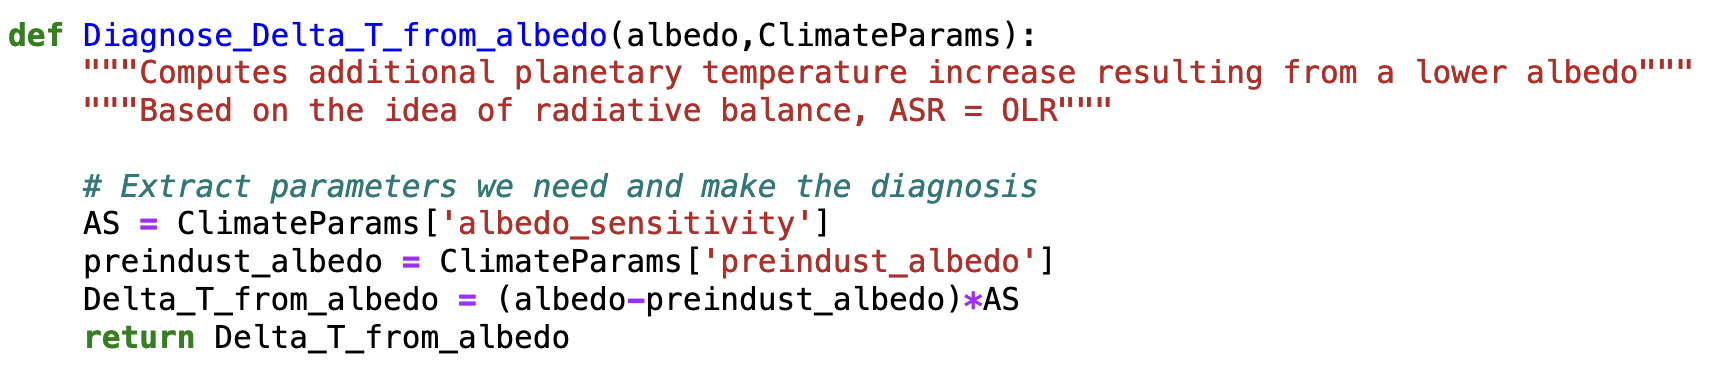 def Diagnose_Delta_T_from_albedo(albedo,ClimateParams):
    """Computes additional planetary temperature increase resulting from a lower albedo"""
    """Based on the idea of radiative balance, ASR = OLR"""

    # Extract parameters we need and make the diagnosis
    AS = ClimateParams['albedo_sensitivity']
    preindust_albedo = ClimateParams['preindust_albedo']
    Delta_T_from_albedo = (albedo-preindust_albedo)*AS
    return Delta_T_from_albedo